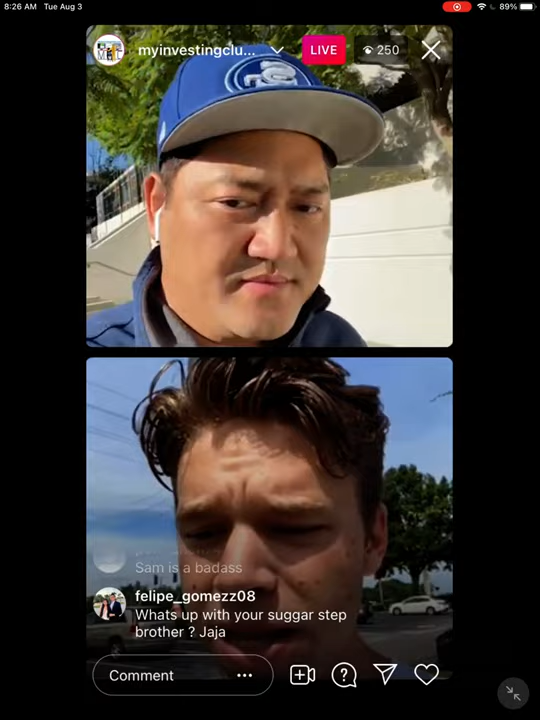 8:26 AM Tue Aug 3
89%
myinvestingclu...
LIVE
250
Sam is a badass
felipe_gomezz08
Whats up with your suggar step
brother ? Jaja
Comment